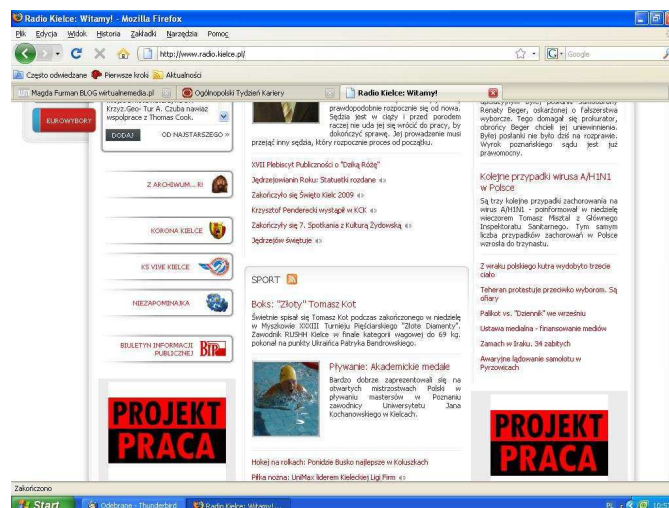 Radio Kielce: Witamy! - Mozilla Firefox
Plik Edycja Widok Historia Zakładki Narzędzia Pomoc
http://www.radio.kielce.pl/
Google
Często odwiedzane Pierwsze kroki Aktualności
Magda Furman BLOG wirtualnemedia.pl
Ogólnopolski Tydzień Kariery
Radio Kielce: Witamy!
EUROWYBORY
Krzyz.Geo- Tur A. Czuba nawiaz
wspolprace z Thomas Cook.
DODAJ OD NAJSTARSZEGO »
Z ARCHIWUM... R!
KORONA KIELCE
KS VIVE KIELCE
NIEZAPOMINAJKA
BIULETYN INFORMACJI
PUBLICZNEJ
BIP
PROJEKT
PRACA
prawdopodobnie rozpocznie się od nowa.
Sędzia jest w ciąży i przed porodem
raczej nie uda jej się wrócić do pracy, by
dokończyć sprawę. Jej prowadzenie musi
przejąć inny sędzia, który rozpocznie proces od początku.
XVII Plebiscyt Publiczności o "Dziką Różę"
Jędrzejowianin Roku: Statuetki rozdane
Zakończyło się Święto Kielc 2009
Krzysztof Penderecki wystąpił w KCK
Zakończyły się 7. Spotkania z Kulturą Żydowską
Jędrzejów świętuje
SPORT
Boks: "Złoty" Tomasz Kot
Świetnie spisał się Tomasz Kot podczas zakończonego w niedzielę
w Myszkowie XXXIII Turnieju Pięściarskiego "Złote Diamenty".
Zawodnik RUSHH Kielce w finale kategorii wagowej do 69 kg.
pokonał na punkty Ukraińca Patryka Bandrowskiego.
Pływanie: Akademickie medale
Bardzo dobrze zaprezentowali się na
otwartych mistrzostwach Polski w
pływaniu mastersów w Poznaniu
zawodnicy Uniwersytetu Jana
Kochanowskiego w Kielcach.
Hokej na rolkach: Ponidzie Busko najlepsze w Koluszkach
Piłka nożna: UniMax liderem Kieleckiej Ligi Firm
Renaty Beger, oskarżonej o fałszerstwa
wyborcze. Tego domagał się prokurator,
obrońcy Beger chcieli jej uniewinnienia.
Byłej posłanki nie było dziś na rozprawie.
Wyrok poznańskiego sądu jest już
prawomocny.
Kolejne przypadki wirusa A/H1N1
w Polsce
Są trzy kolejne przypadki zachorowania na
wirus A/H1N1 - poinformował w niedzielę
wieczorem Tomasz Misztal z Głównego
Inspektoratu Sanitarnego. Tym samym
liczba przypadków zachorowań w Polsce
wzrosła do trzynastu.
Z wraku polskiego kutra wydobyto trzecie
ciało
Teheran protestuje przeciwko wyborom. Są
ofiary
Palikot vs. "Dziennik" we wrześniu
Ustawa medialna - finansowanie mediów
Zamach w Iraku. 34 zabitych
Awaryjne lądowanie samolotu w
Pyrzowicach
PROJEKT
PRACA
Zakończono
Start
Odebrane - Thunderbird
Radio Kielce: Witamy!...
PL